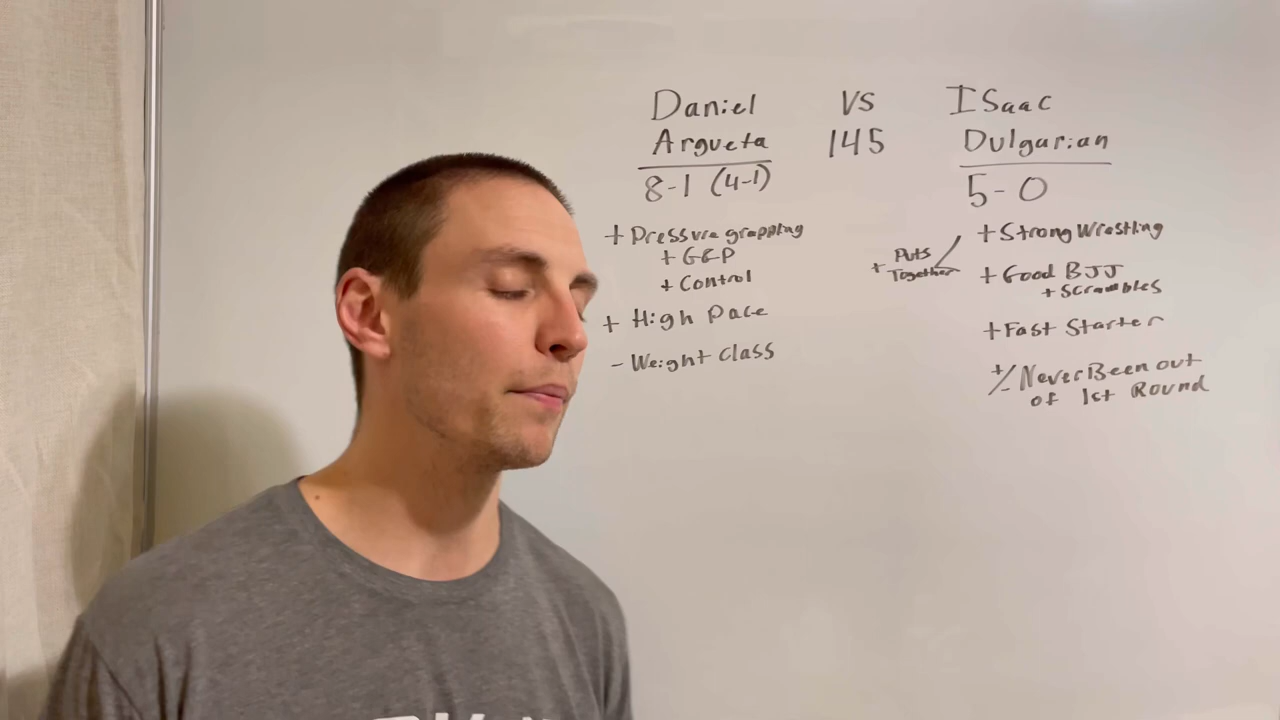 Daniel VS ISaac
Argueta 145 Dulgarian
8-1 (4-1) 5-0
+ Pressure grappling
+ G&P
+ Control
+ High Pace
- Weight Class
+ Puts Together
+ Strong Wrestling
+ Good BJJ
+ Scrambles
+ Fast Starter
+/- Never Been out
of 1st Round